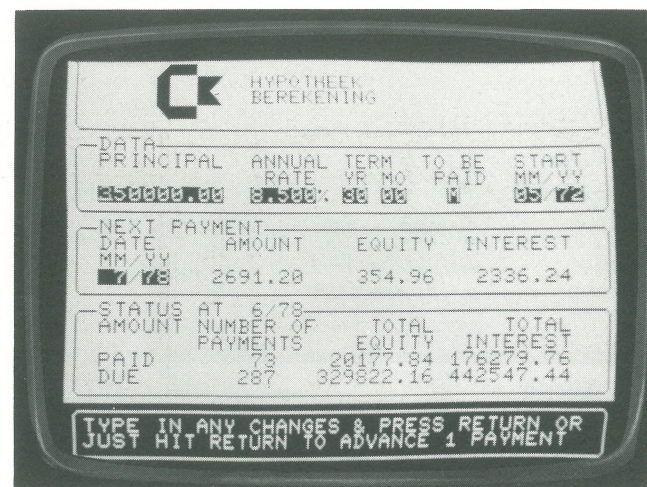 HYPOTHEEK
BEREKENING
DATA
PRINCIPAL ANNUAL TERM TO BE START
RATE YR MO PAID MM/YY
350000.00 8.500% 30 00 M 05/72
NEXT PAYMENT
DATE AMOUNT EQUITY INTEREST
MM/YY
7/78 2691.20 354.96 2336.24
STATUS AT 6/78
AMOUNT NUMBER OF TOTAL TOTAL
PAYMENTS EQUITY INTEREST
PAID 73 20177.84 176279.76
DUE 287 329822.16 442547.44
TYPE IN ANY CHANGES & PRESS RETURN OR
JUST HIT RETURN TO ADVANCE 1 PAYMENT